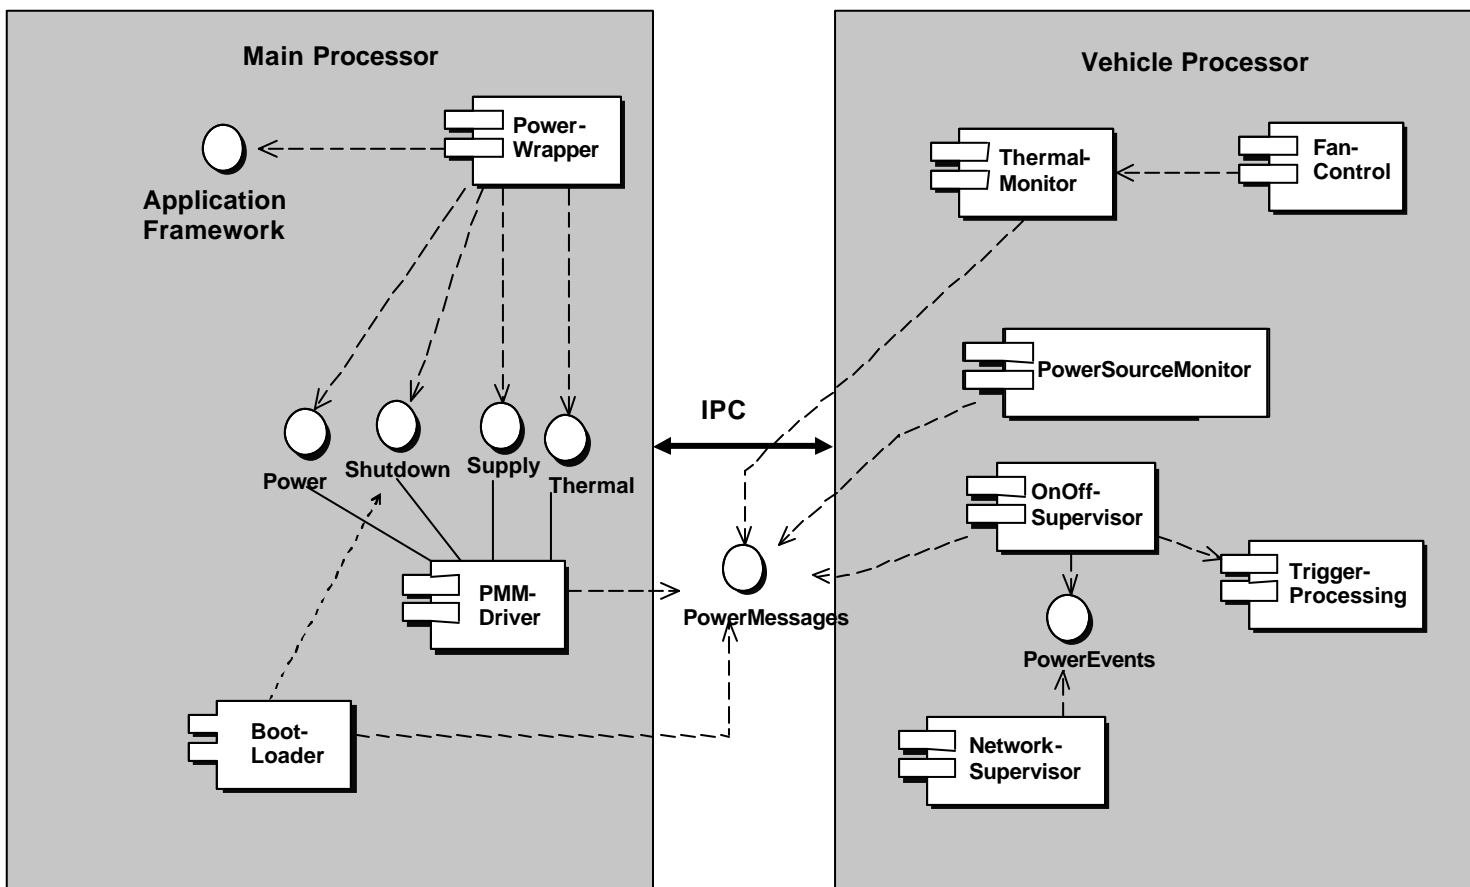 Main Processor
Power-
Wrapper
Application
Framework
Power
Shutdown
Supply
Thermal
PMM-
Driver
Boot-
Loader
IPC
PowerMessages
Vehicle Processor
Thermal-
Monitor
Fan-
Control
PowerSourceMonitor
OnOff-
Supervisor
Trigger-
Processing
PowerEvents
Network-
Supervisor